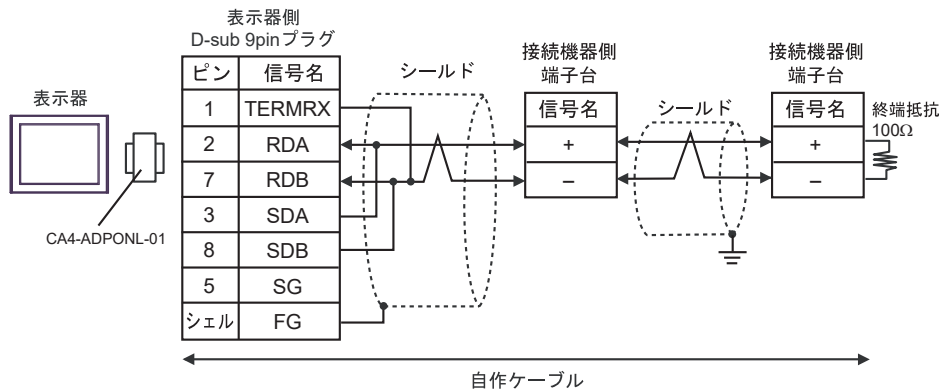 表示器側
D-sub 9pinプラグ
ピン 信号名
1 TERMRX
2 RDA
7 RDB
3 SDA
8 SDB
5 SG
シェル FG
表示器
CA4-ADPONL-01
シールド
接続機器側
端子台
信号名
+
−
シールド
接続機器側
端子台
信号名
+
−
終端抵抗
100Ω
自作ケーブル